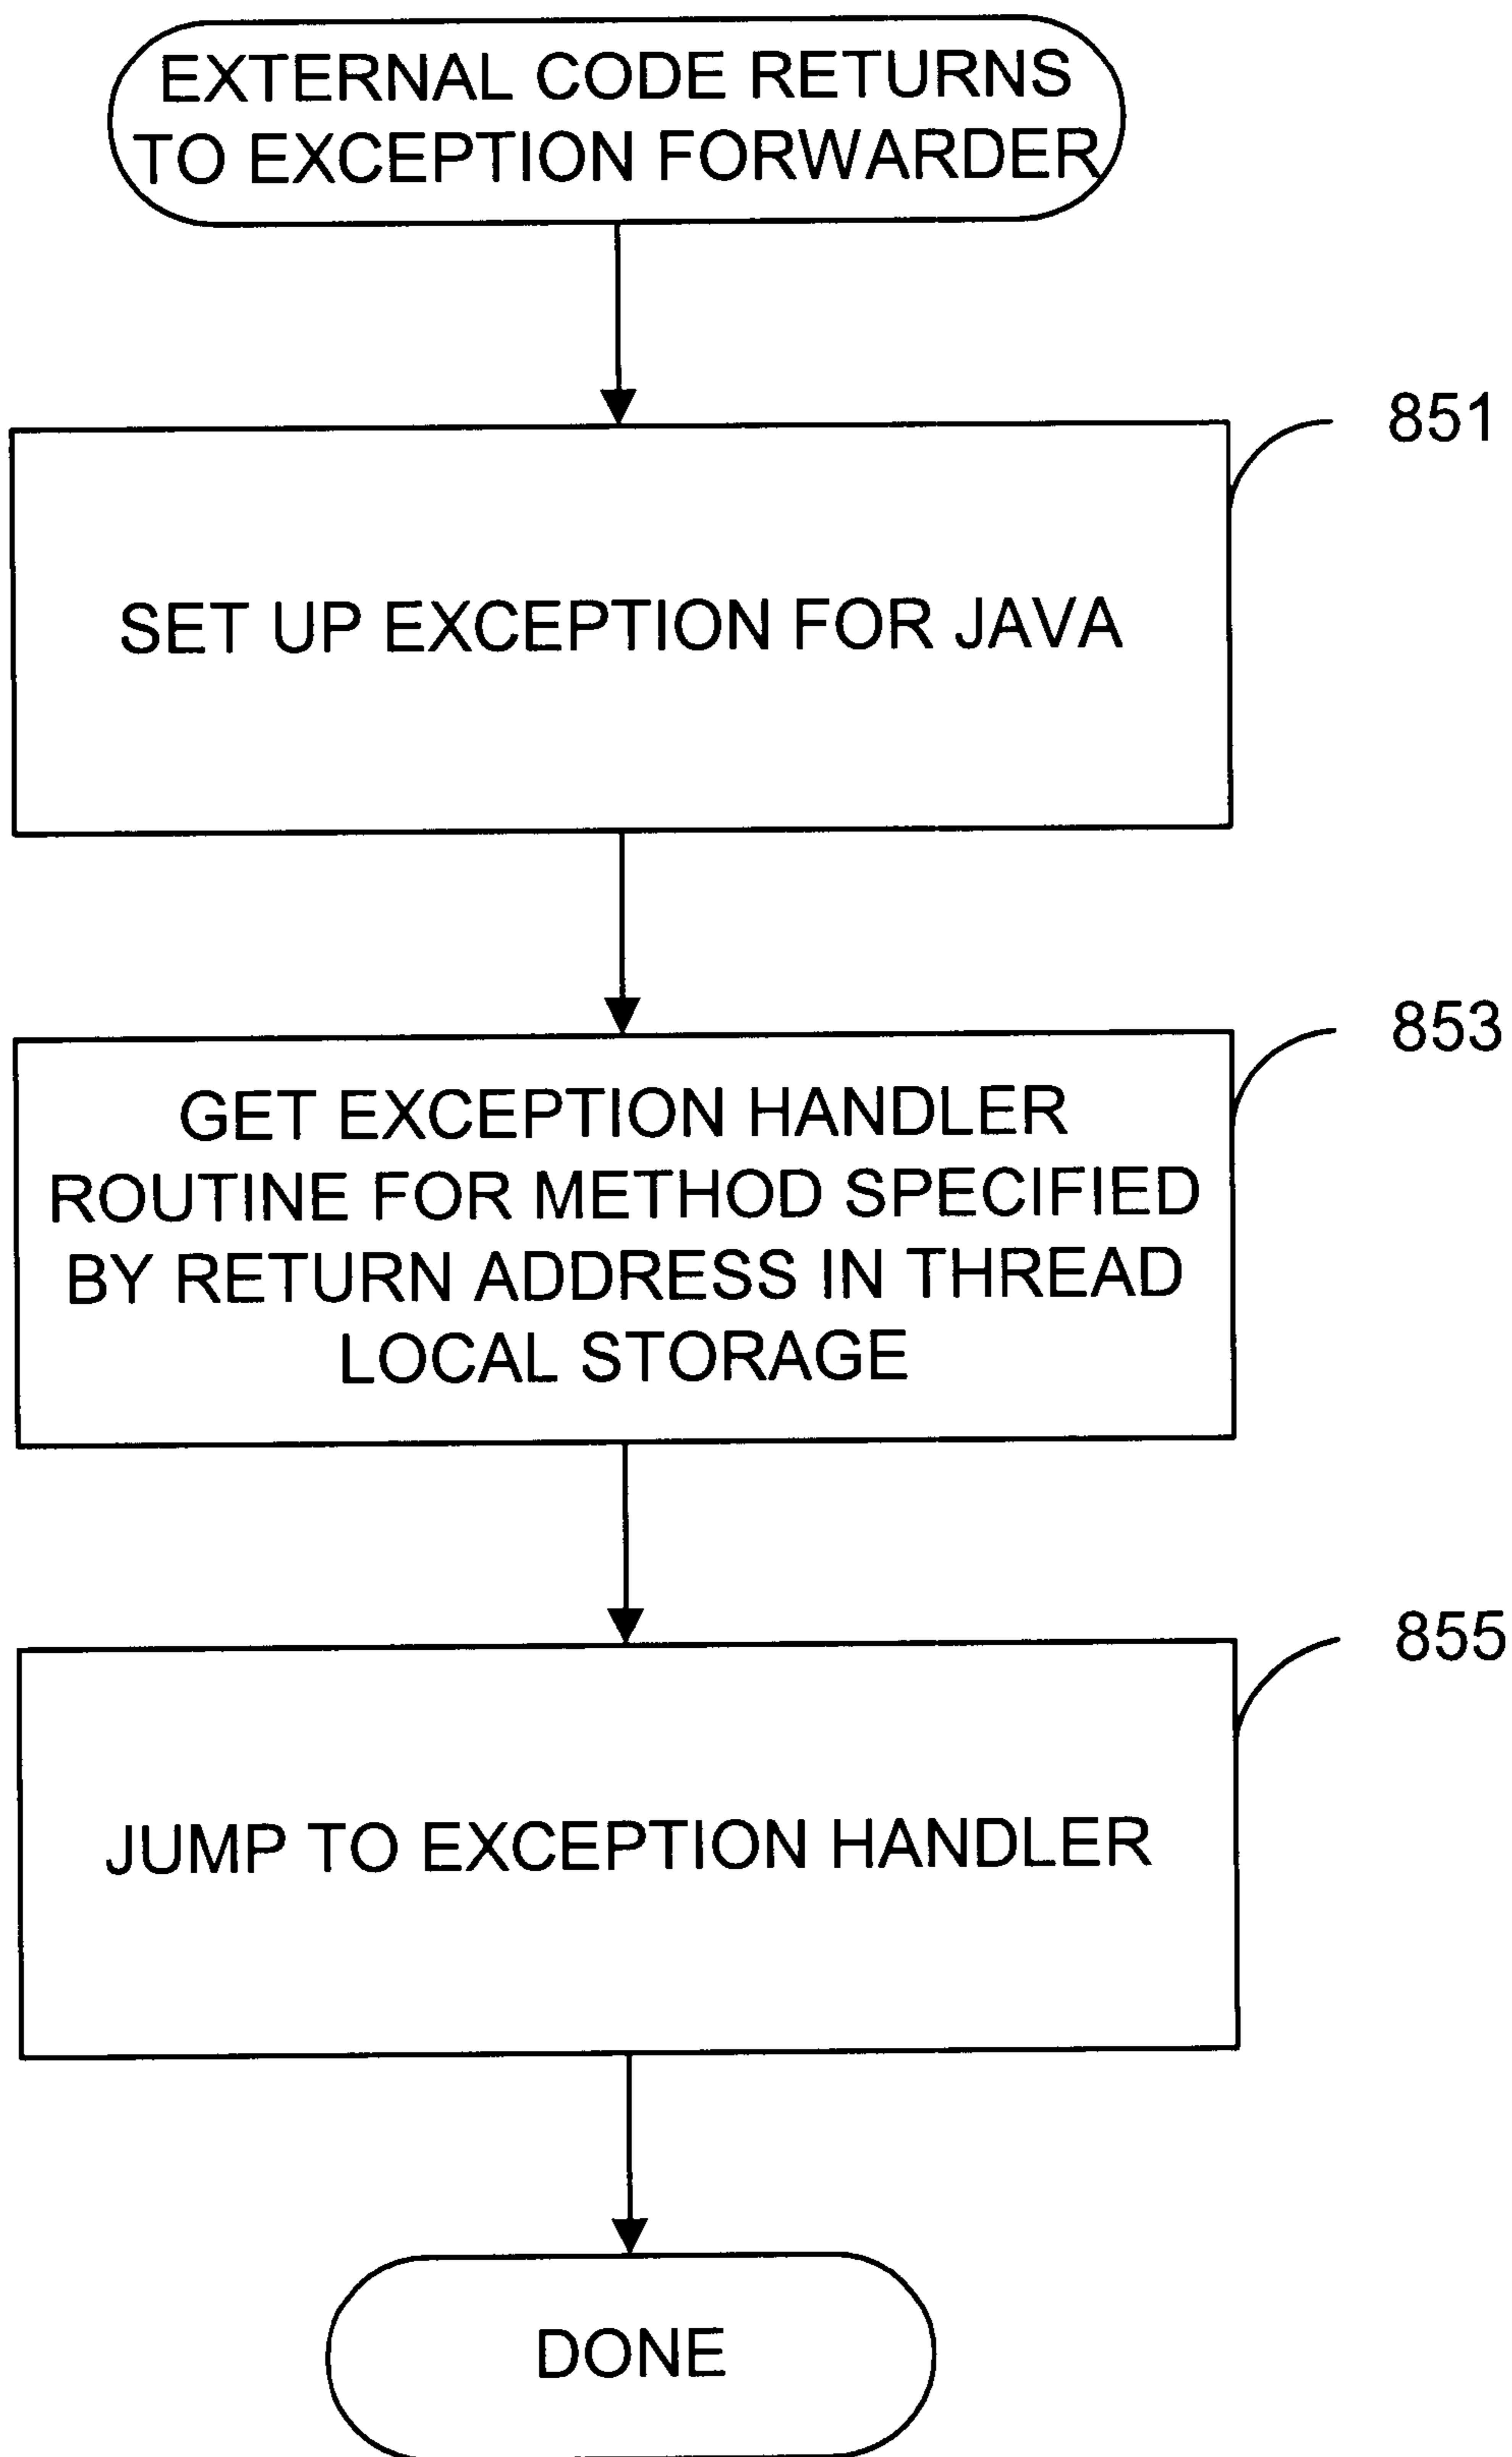 EXTERNAL CODE RETURNS
TO EXCEPTION FORWARDER
851
SET UP EXCEPTION FOR JAVA
853
GET EXCEPTION HANDLER
ROUTINE FOR METHOD SPECIFIED
BY RETURN ADDRESS IN THREAD
LOCAL STORAGE
855
JUMP TO EXCEPTION HANDLER
DONE